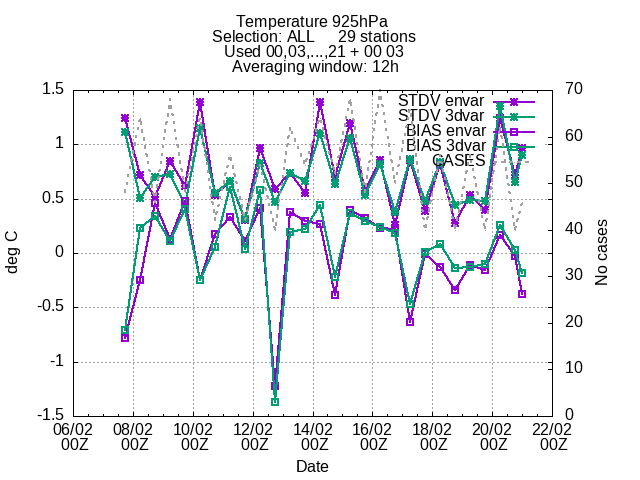 Temperature 925hPa
Selection: ALL 29 stations
Used 00,03,...,21 + 00 03
Averaging window: 12h
STDV envar
STDV 3dvar
BIAS envar
BIAS 3dvar
CASES
1.5
1
0.5
0
-0.5
-1
-1.5
deg C
70
60
50
40
30
20
10
0
No cases
06/02 08/02 10/02 12/02 14/02 16/02 18/02 20/02 22/02
00Z 00Z 00Z 00Z 00Z 00Z 00Z 00Z 00Z
Date